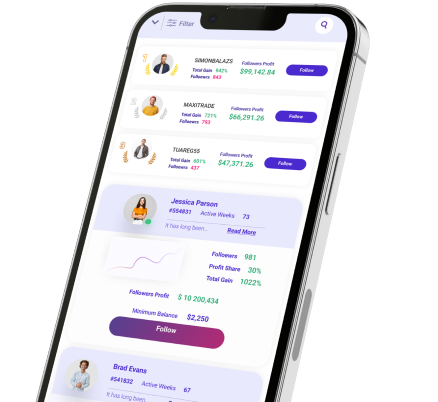 Filter
SIMONBALAZS
Total Gain 942%
Followers 843
Followers Profit
$99,142.84
Follow
MAXITRADE
Total Gain 721%
Followers 793
Followers Profit
$66,291.26
Follow
TUAREG55
Total Gain 601%
Followers 437
Followers Profit
$47,371.26
Follow
Jessica Parson
#554831 Active Weeks 73
It has long been... Read More
Followers 981
Profit Share 30%
Total Gain 1022%
Followers Profit $ 10 200,434
Minimum Balance $2,250
Follow
Brad Evans
#541832 Active Weeks 67
It has long been...